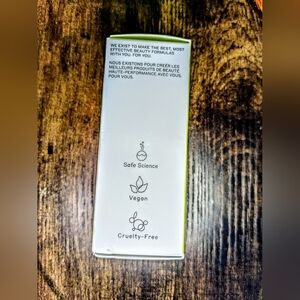 WE EXIST TO MAKE THE BEST, MOST
EFFECTIVE BEAUTY FORMULAS
WITH YOU. FOR YOU.
NOUS EXISTONS POUR CRÉER LES
MEILLEURS PRODUITS DE BEAUTÉ
HAUTE-PERFORMANCE AVEC VOUS.
POUR VOUS.
Safe Science
Vegan
Cruelty-Free